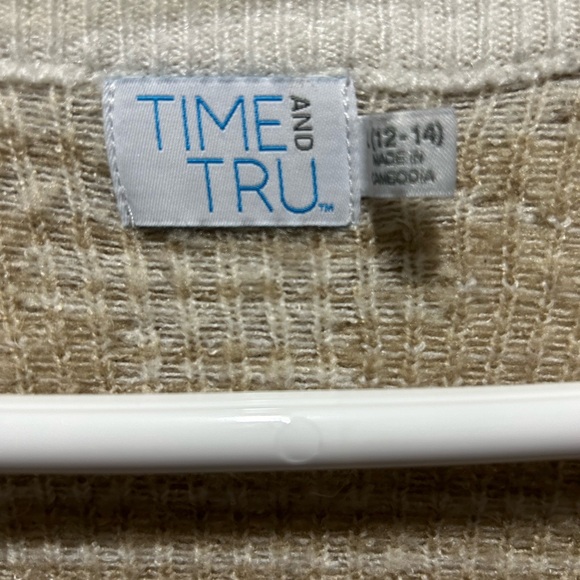 TIME AND
TRU™
(12-14)
MADE IN
CAMBODIA